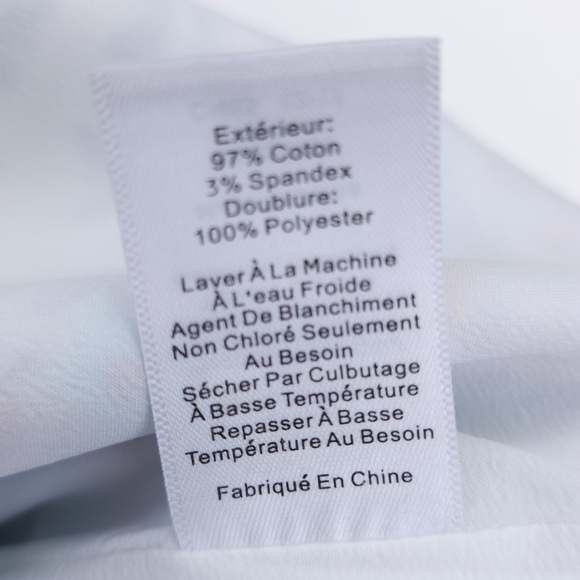 Extérieur:
97% Coton
3% Spandex
Doublure:
100% Polyester
Laver À La Machine
À L'eau Froide
Agent De Blanchiment
Non Chloré Seulement
Au Besoin
Sécher Par Culbutage
À Basse Température
Repasser À Basse
Température Au Besoin
Fabriqué En Chine